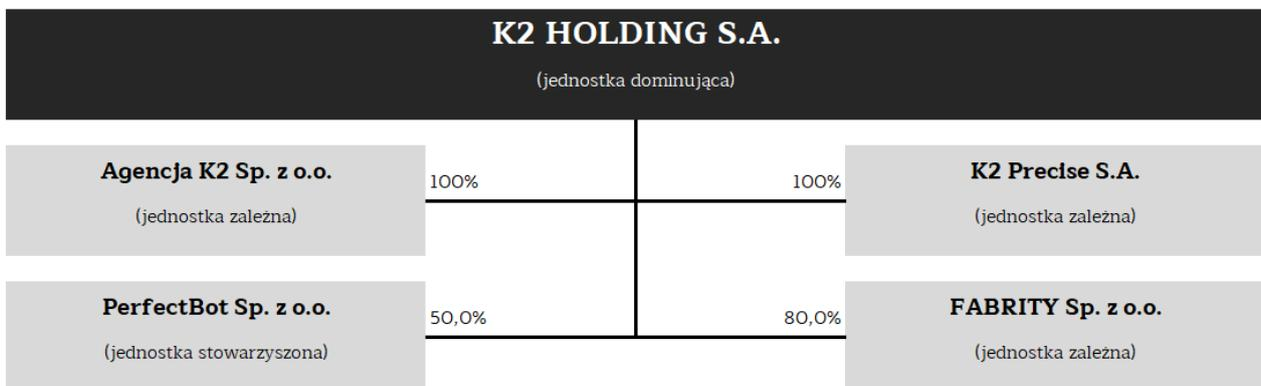 K2 HOLDING S.A.
(jednostka dominująca)
Agencja K2 Sp. z o.o.
(jednostka zależna)
100%
100%
K2 Precise S.A.
(jednostka zależna)
PerfectBot Sp. z o.o.
(jednostka stowarzyszona)
50,0%
80,0%
FABRITY Sp. z o.o.
(jednostka zależna)